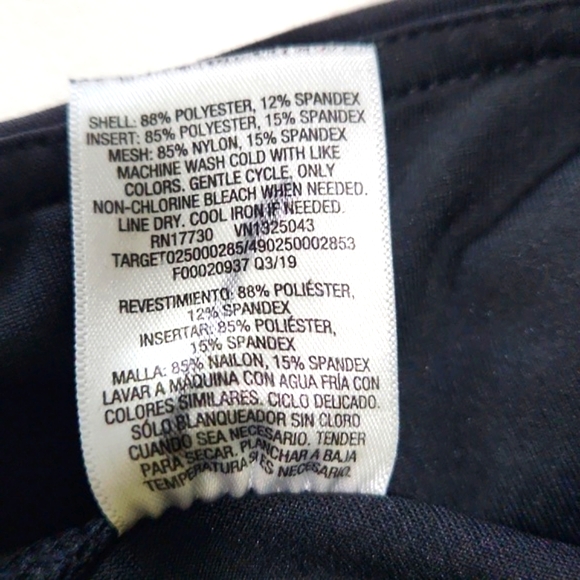 SHELL: 88% POLYESTER, 12% SPANDEX
INSERT: 85% POLYESTER, 15% SPANDEX
MESH: 85% NYLON, 15% SPANDEX
MACHINE WASH COLD WITH LIKE
COLORS. GENTLE CYCLE, ONLY
NON-CHLORINE BLEACH WHEN NEEDED.
LINE DRY. COOL IRON IF NEEDED.
RN17730 VN1325043
TARGET025000285/490250002853
F00020937 Q3/19
REVESTIMIENTO: 88% POLIÉSTER,
12% SPANDEX
INSERTAR: 85% POLIÉSTER,
15% SPANDEX
MALLA: 85% NAILON, 15% SPANDEX
LAVAR A MÁQUINA CON AGUA FRÍA CON
COLORES SIMILARES. CICLO DELICADO.
SÓLO BLANQUEADOR SIN CLORO
CUANDO SEA NECESARIO. TENDER
PARA SECAR. PLANCHAR A BAJA
TEMPERATURA SI ES NECESARIO.